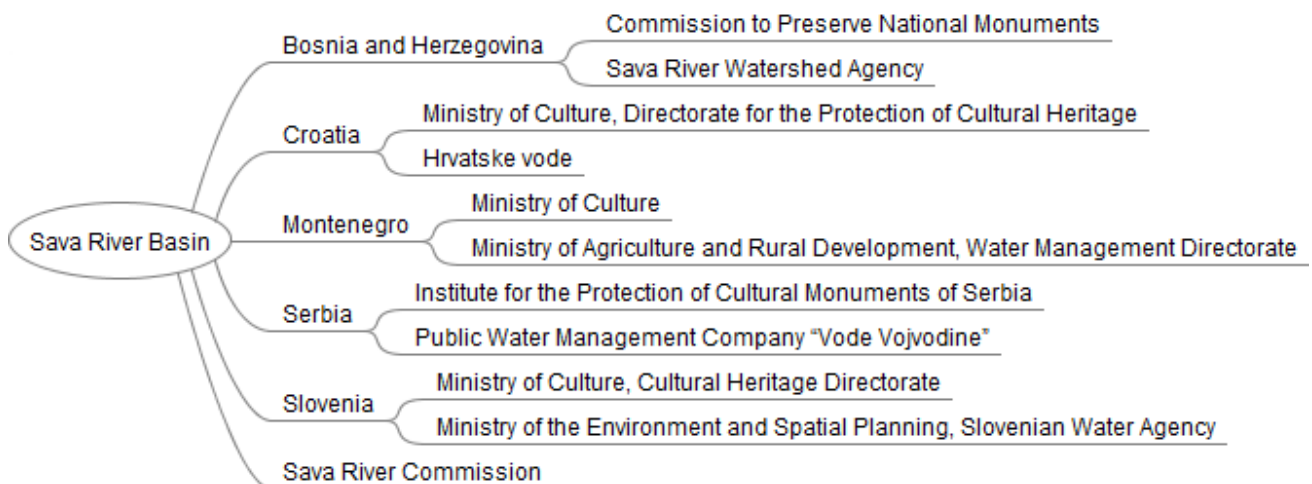 Sava River Basin
Bosnia and Herzegovina
Commission to Preserve National Monuments
Sava River Watershed Agency
Croatia
Ministry of Culture, Directorate for the Protection of Cultural Heritage
Hrvatske vode
Montenegro
Ministry of Culture
Ministry of Agriculture and Rural Development, Water Management Directorate
Serbia
Institute for the Protection of Cultural Monuments of Serbia
Public Water Management Company “Vode Vojvodine”
Slovenia
Ministry of Culture, Cultural Heritage Directorate
Ministry of the Environment and Spatial Planning, Slovenian Water Agency
Sava River Commission